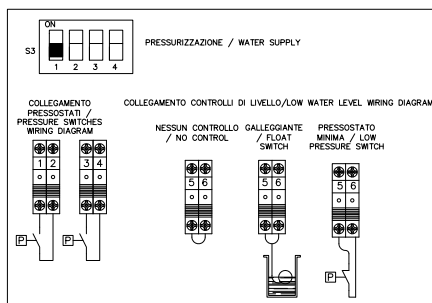 ON
S3
1 2 3 4
PRESSURIZZAZIONE / WATER SUPPLY
COLLEGAMENTO
PRESSOSTATI /
PRESSURE SWITCHES
WIRING DIAGRAM
COLLEGAMENTO CONTROLLI DI LIVELLO/LOW WATER LEVEL WIRING DIAGRAM
NESSUN CONTROLLO
/ NO CONTROL
GALLEGGIANTE
/ FLOAT
SWITCH
PRESSOSTATO
MINIMA / LOW
PRESSURE SWITCH
1 2
3 4
5 6
5 6
5 6
P
P
P